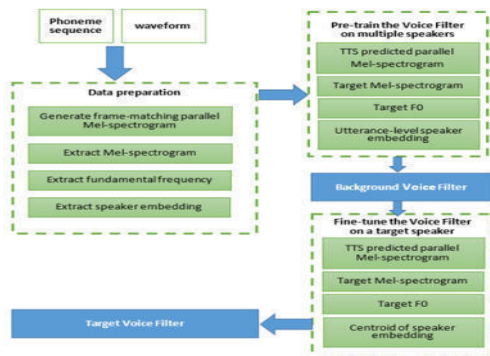 Phoneme
sequence
waveform
Data preparation
Generate frame-matching parallel
Mel-spectrogram
Extract Mel-spectrogram
Extract fundamental frequency
Extract speaker embedding
Pre-train the Voice Filter
on multiple speakers
TTS predicted parallel
Mel-spectrogram
Target Mel-spectrogram
Target F0
Utterance-level speaker
embedding
Background Voice Filter
Fine-tune the Voice Filter
on a target speaker
TTS predicted parallel
Mel-spectrogram
Target Mel-spectrogram
Target F0
Centroid of speaker
embedding
Target Voice Filter